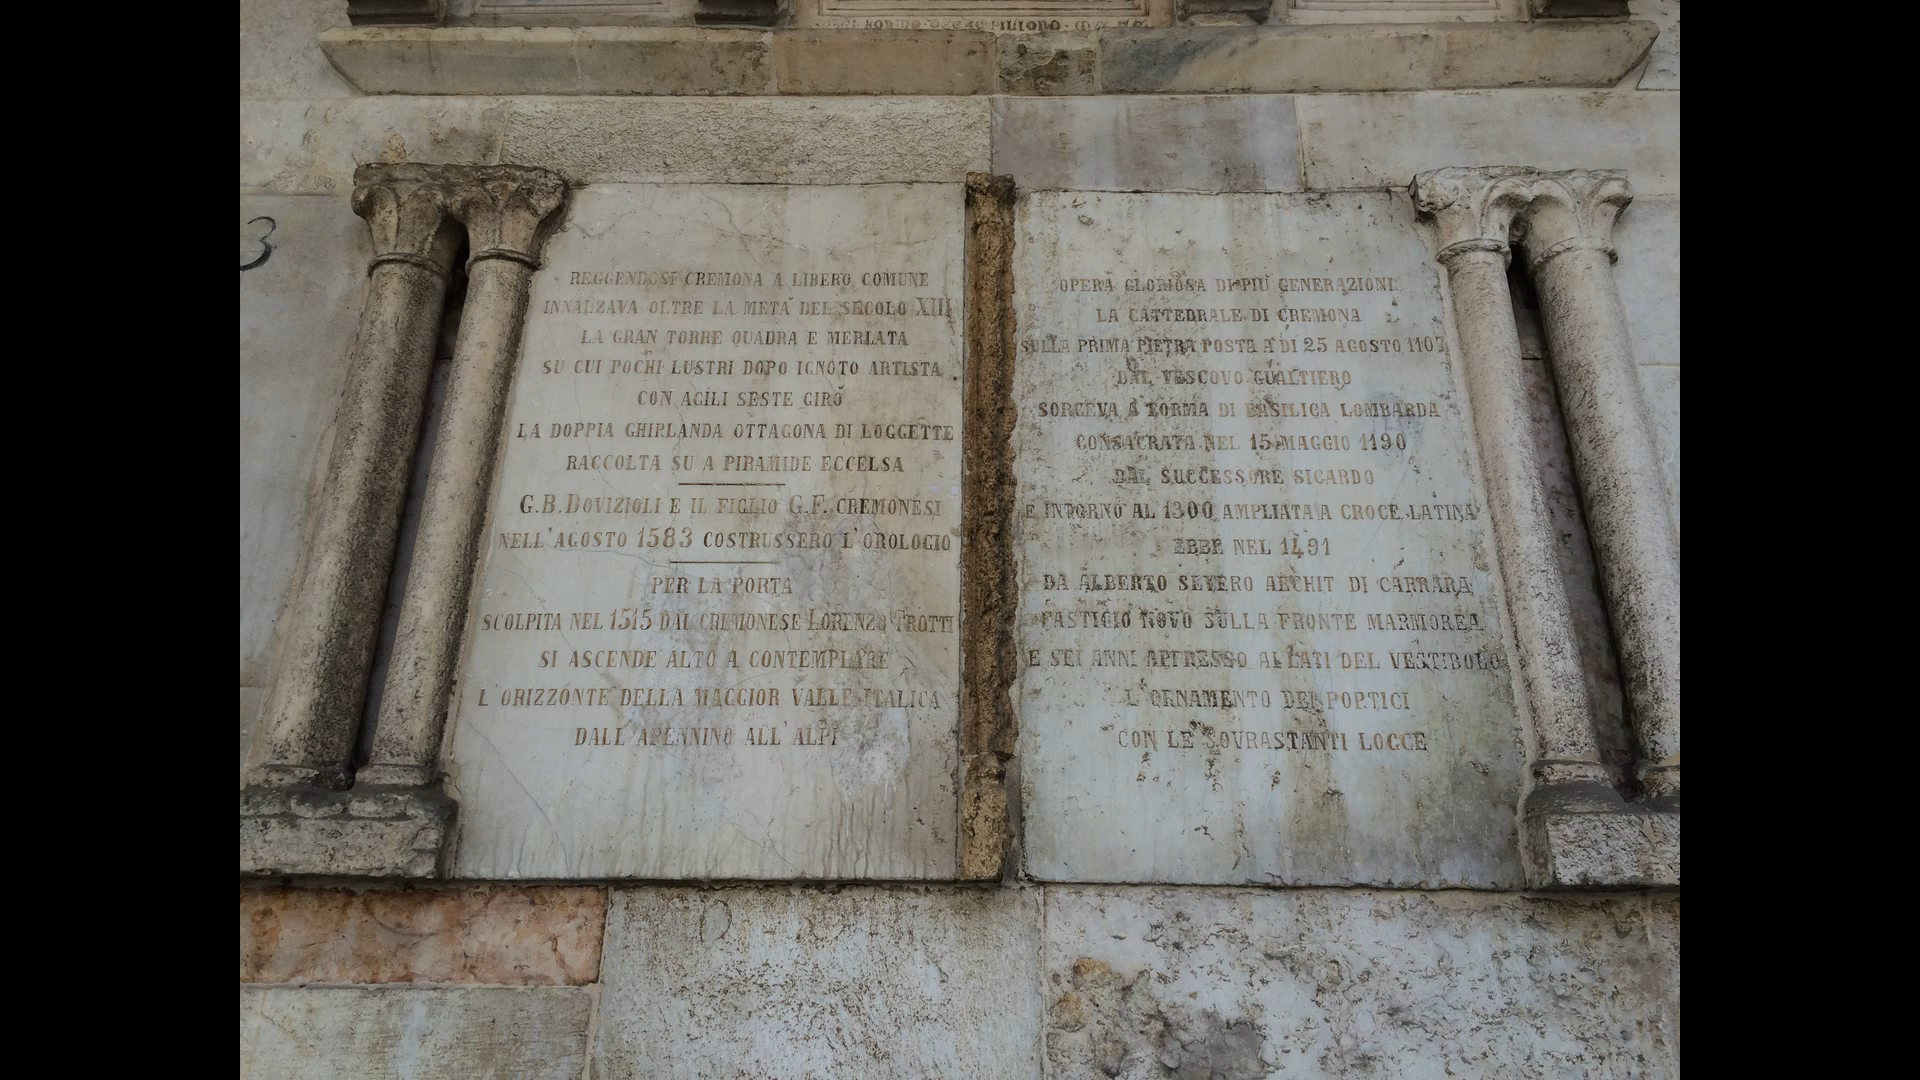 3
REGGENDOSI CREMONA A LIBERO COMUNE
INNALZAVA OLTRE LA METÀ DEL SECOLO XIII
LA GRAN TORRE QUADRA E MERLATA
SU CUI POCHI LUSTRI DOPO IGNOTO ARTISTA
CON AGILI SESTE GIRÒ
LA DOPPIA GHIRLANDA OTTAGONA DI LOGGETTE
RACCOLTA SU A PIRAMIDE ECCELSA
G.B. DOVIZIOLI E IL FIGLIO G.F. CREMONESI
NELL'AGOSTO 1583 COSTRUSSERO L'OROLOGIO
PER LA PORTA
SCOLPITA NEL 1515 DAL CREMONESE LORENZO TROTTI
SI ASCENDE ALTO A CONTEMPLARE
L'ORIZZONTE DELLA MAGGIOR VALLE ITALICA
DALL'APENNINO ALL'ALPI
OPERA GLORIOSA DI PIÙ GENERAZIONI
LA CATTEDRALE DI CREMONA
SULLA PRIMA PIETRA POSTA A DÌ 25 AGOSTO 1107
DAL VESCOVO GUALTIERO
SORGEVA A FORMA DI BASILICA LOMBARDA
CONSACRATA NEL 15 MAGGIO 1190
DAL SUCCESSORE SICARDO
E INTORNO AL 1300 AMPLIATA A CROCE LATINA
EBBE NEL 1491
DA ALBERTO SEVERO ARCHIT DI CARRARA
FASTIGIO NOVO SULLA FRONTE MARMOREA
E SEI ANNI APPRESSO AI LATI DEL VESTIBOLO
L'ORNAMENTO DEI PORTICI
CON LE SOVRASTANTI LOGGE